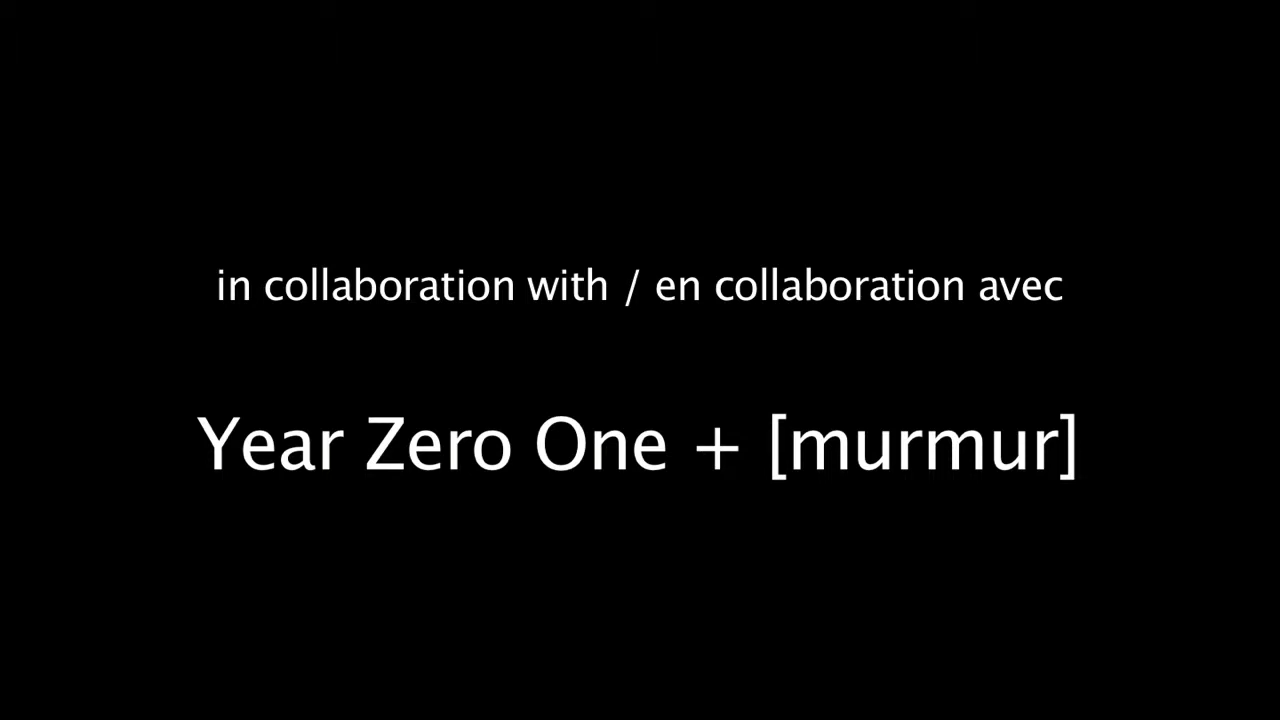 in collaboration with / en collaboration avec
Year Zero One + [murmur]